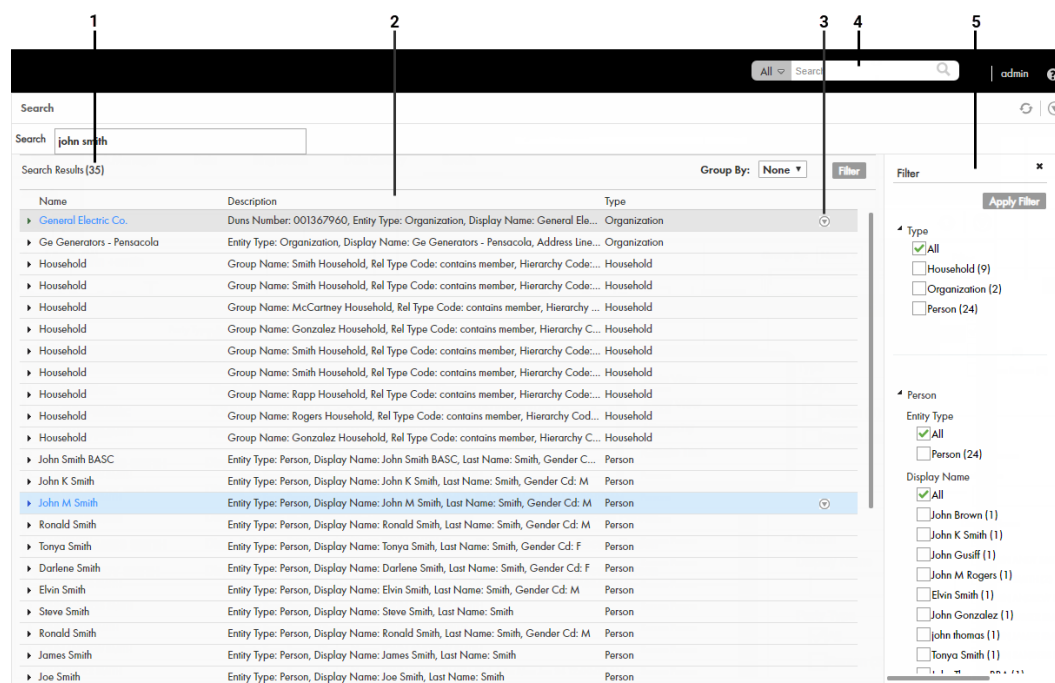 1 2 3 4 5
All Search admin
Search
Search john smith
Search Results (35) Group By: None Filter
Name Description Type
General Electric Co. Duns Number: 001367960, Entity Type: Organization, Display Name: General Ele... Organization
Ge Generators - Pensacola Entity Type: Organization, Display Name: Ge Generators - Pensacola, Address Line... Organization
Household Group Name: Smith Household, Rel Type Code: contains member, Hierarchy Code:... Household
Household Group Name: Smith Household, Rel Type Code: contains member, Hierarchy Code:... Household
Household Group Name: McCartney Household, Rel Type Code: contains member, Hierarchy ... Household
Household Group Name: Gonzalez Household, Rel Type Code: contains member, Hierarchy C... Household
Household Group Name: Smith Household, Rel Type Code: contains member, Hierarchy Code:... Household
Household Group Name: Smith Household, Rel Type Code: contains member, Hierarchy Code:... Household
Household Group Name: Rapp Household, Rel Type Code: contains member, Hierarchy Code:... Household
Household Group Name: Rogers Household, Rel Type Code: contains member, Hierarchy Cod... Household
Household Group Name: Gonzalez Household, Rel Type Code: contains member, Hierarchy C... Household
John Smith BASC Entity Type: Person, Display Name: John Smith BASC, Last Name: Smith, Gender C... Person
John K Smith Entity Type: Person, Display Name: John K Smith, Last Name: Smith, Gender Cd: M Person
John M Smith Entity Type: Person, Display Name: John M Smith, Last Name: Smith, Gender Cd: M Person
Ronald Smith Entity Type: Person, Display Name: Ronald Smith, Last Name: Smith, Gender Cd: M Person
Tonya Smith Entity Type: Person, Display Name: Tonya Smith, Last Name: Smith, Gender Cd: F Person
Darlene Smith Entity Type: Person, Display Name: Darlene Smith, Last Name: Smith, Gender Cd: F Person
Elvin Smith Entity Type: Person, Display Name: Elvin Smith, Last Name: Smith, Gender Cd: M Person
Steve Smith Entity Type: Person, Display Name: Steve Smith, Last Name: Smith Person
Ronald Smith Entity Type: Person, Display Name: Ronald Smith, Last Name: Smith, Gender Cd: M Person
James Smith Entity Type: Person, Display Name: James Smith, Last Name: Smith Person
Joe Smith Entity Type: Person, Display Name: Joe Smith, Last Name: Smith Person
Filter
Apply Filter
Type
All
Household (9)
Organization (2)
Person (24)
Person
Entity Type
All
Person (24)
Display Name
All
John Brown (1)
John K Smith (1)
John Gusiff (1)
John M Rogers (1)
Elvin Smith (1)
John Gonzalez (1)
john thomas (1)
Tonya Smith (1)